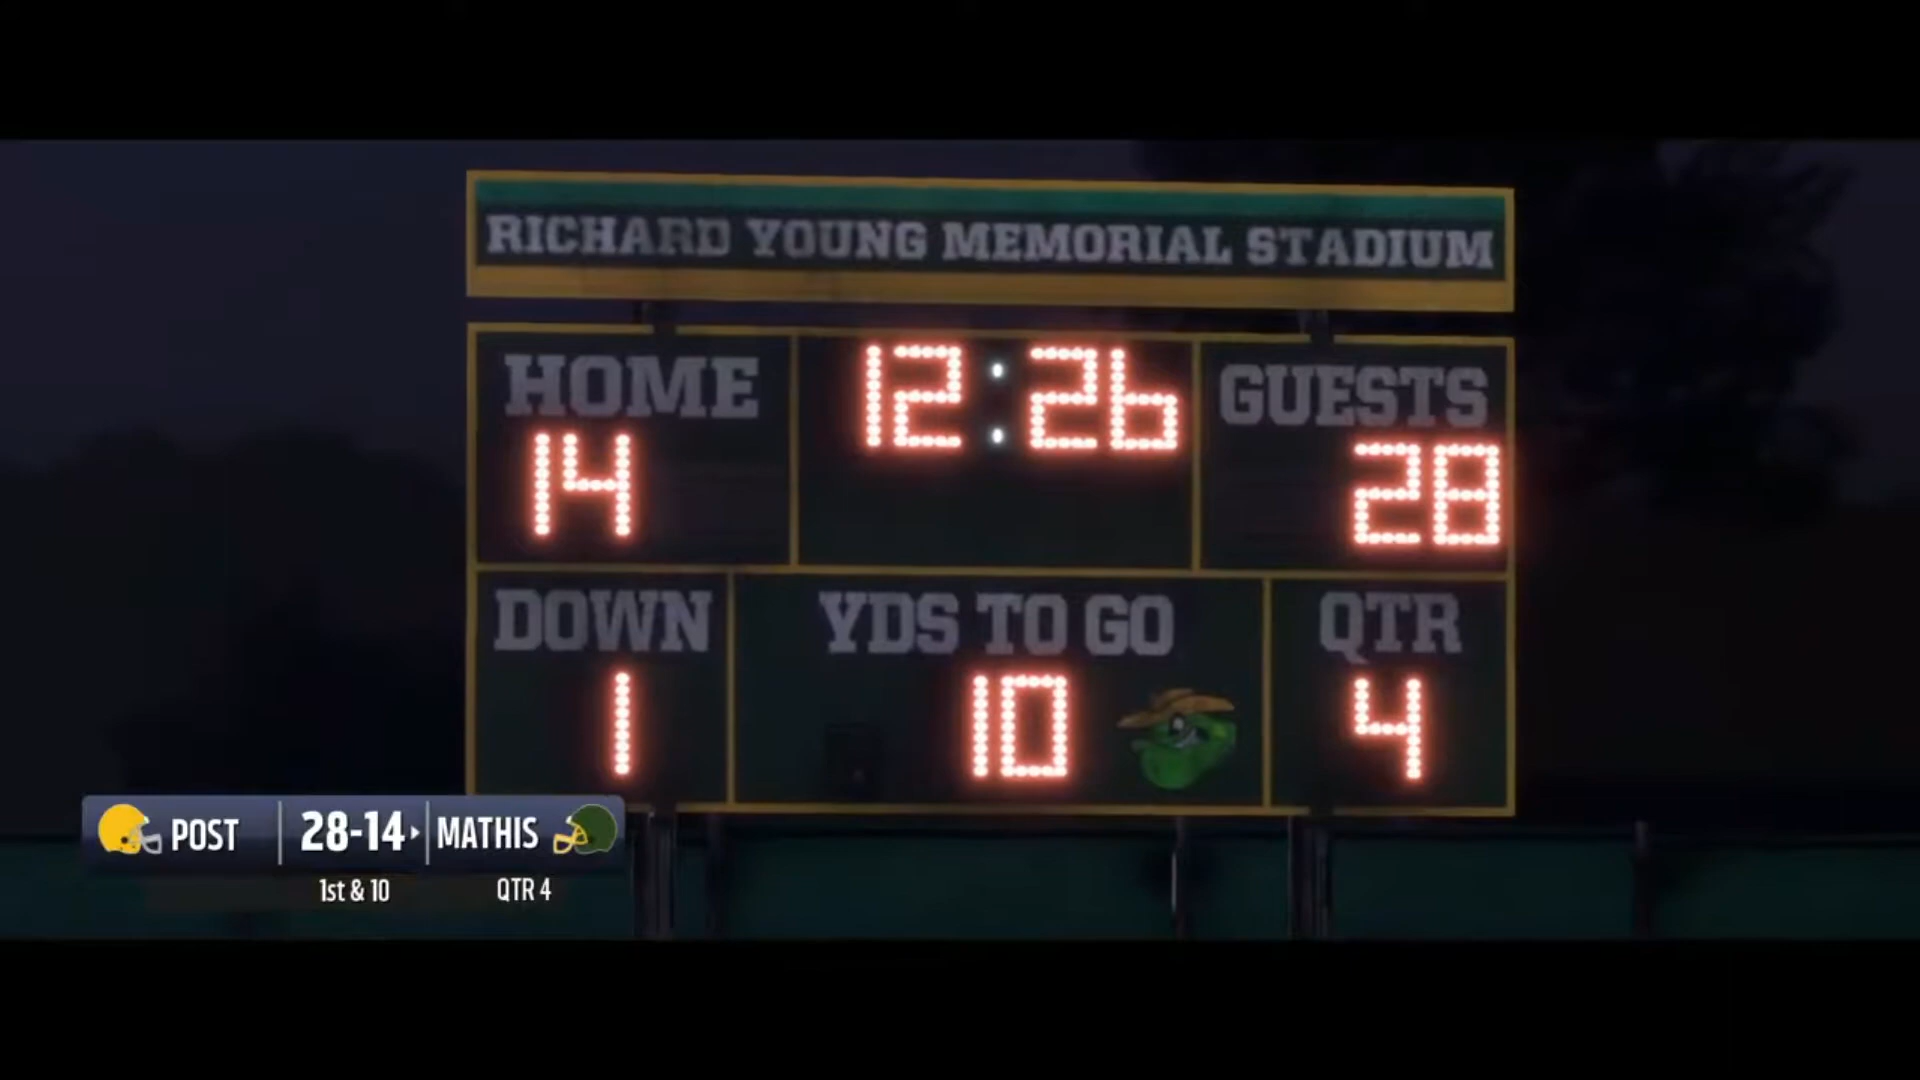 RICHARD YOUNG MEMORIAL STADIUM
HOME 12:26 GUESTS
14 28
DOWN YDS TO GO QTR
1 10 4
POST 28-14 MATHIS
1st & 10 QTR 4